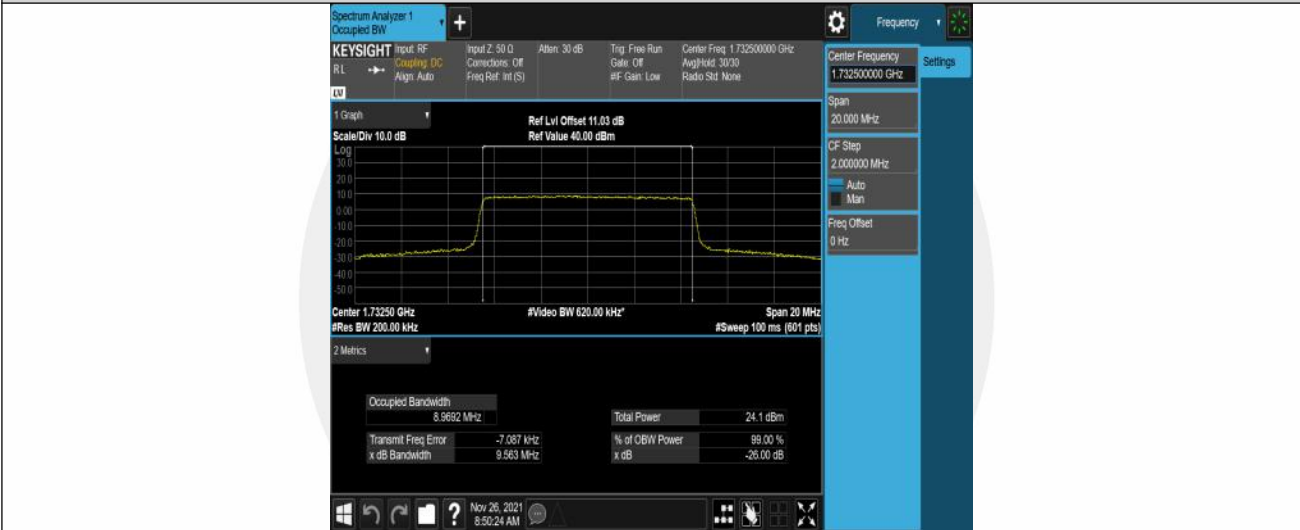 Spectrum Analyzer 1
Occupied BW
+
Frequency
KEYSIGHT
RL
Input: RF
Coupling: DC
Align: Auto
Input Z: 50 Ω
Corrections: Off
Freq Ref: Int (S)
Atten: 30 dB
Trig: Free Run
Gate: Off
#IF Gain: Low
Center Freq: 1.732500000 GHz
Avg|Hold: 30/30
Radio Std: None
Center Frequency
1.732500000 GHz
Settings
Span
20.000 MHz
CF Step
2.000000 MHz
Auto
Man
Freq Offset
0 Hz
1 Graph
Scale/Div 10.0 dB
Ref Lvl Offset 11.03 dB
Ref Value 40.00 dBm
Log
30.0
20.0
10.0
0.00
-10.0
-20.0
-30.0
-40.0
-50.0
Center 1.73250 GHz
#Res BW 200.00 kHz
#Video BW 620.00 kHz*
Span 20 MHz
#Sweep 100 ms (601 pts)
2 Metrics
Occupied Bandwidth
8.9692 MHz
Transmit Freq Error -7.087 kHz
x dB Bandwidth 9.563 MHz
Total Power 24.1 dBm
% of OBW Power 99.00 %
x dB -26.00 dB
?
Nov 26, 2021
8:50:24 AM